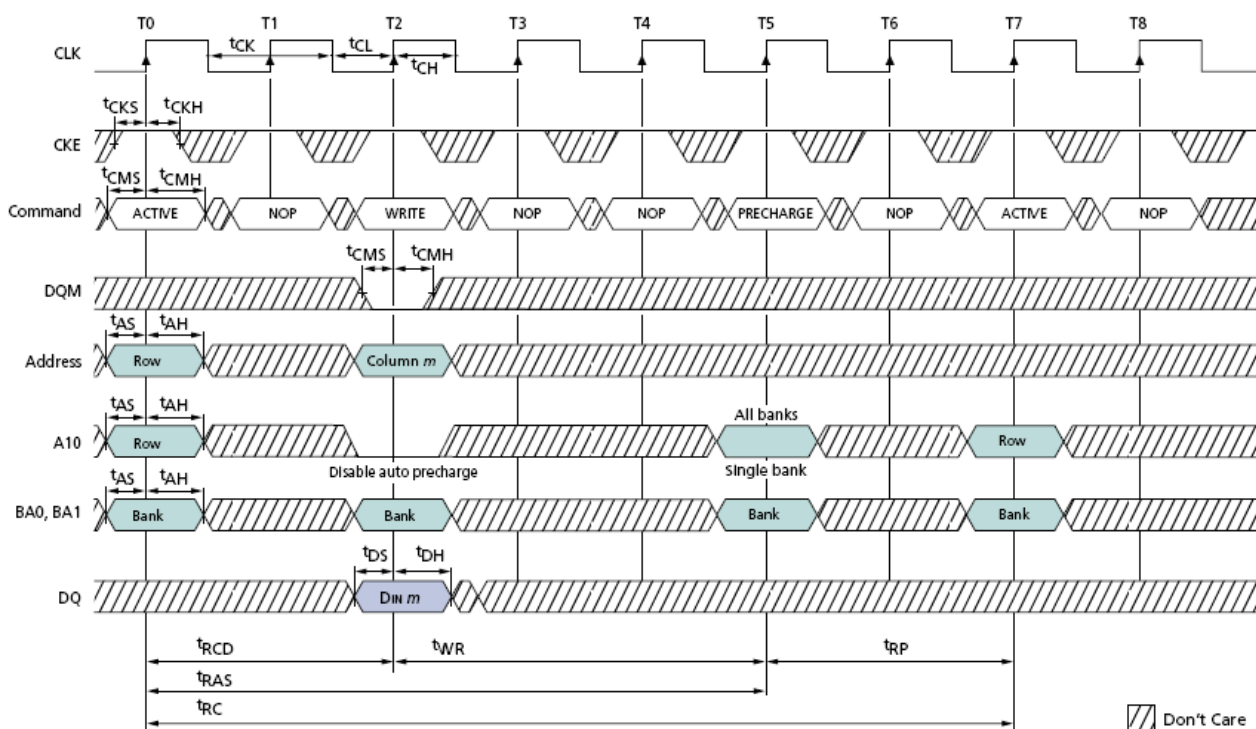 T0 T1 T2 T3 T4 T5 T6 T7 T8
CLK
tCK tCL
tCH
tCKS tCKH
CKE
tCMS tCMH
Command ACTIVE NOP WRITE NOP NOP PRECHARGE NOP ACTIVE NOP
tCMS tCMH
DQM
tAS tAH
Address Row Column m
tAS tAH
All banks
A10 Row Row
Disable auto precharge Single bank
tAS tAH
BA0, BA1 Bank Bank Bank Bank
tDS tDH
DQ DIN m
tRCD tWR tRP
tRAS
tRC
Don't Care